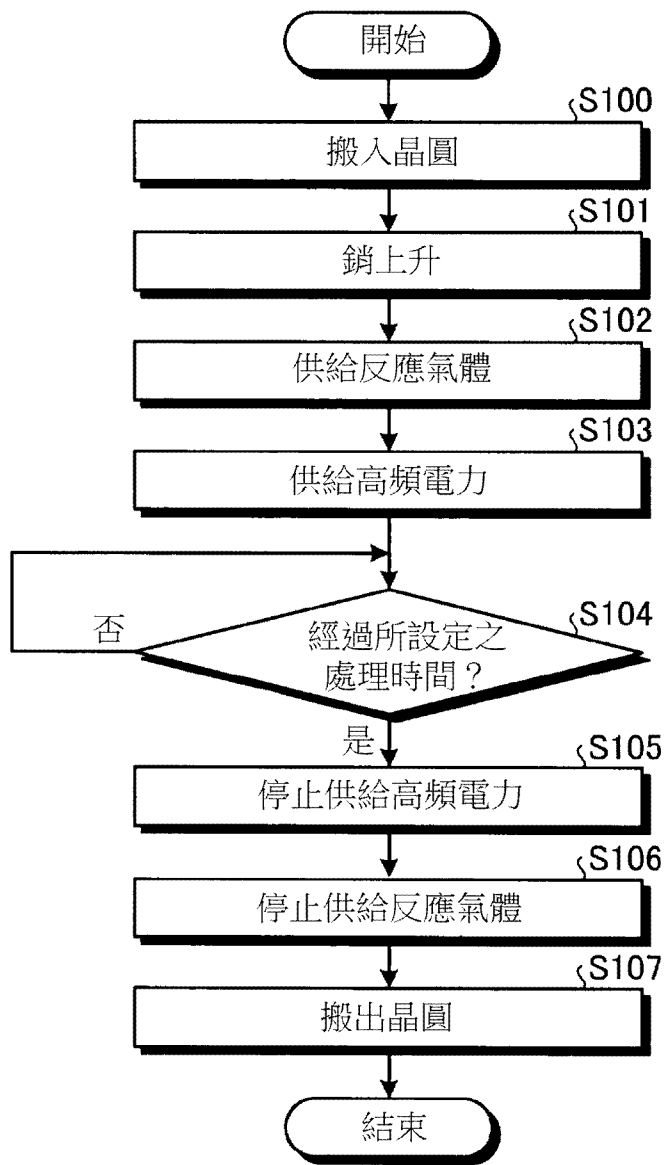 開始
S100
搬入晶圓
S101
銷上升
S102
供給反應氣體
S103
供給高頻電力
S104
否
經過所設定之
處理時間？
是
S105
停止供給高頻電力
S106
停止供給反應氣體
S107
搬出晶圓
結束